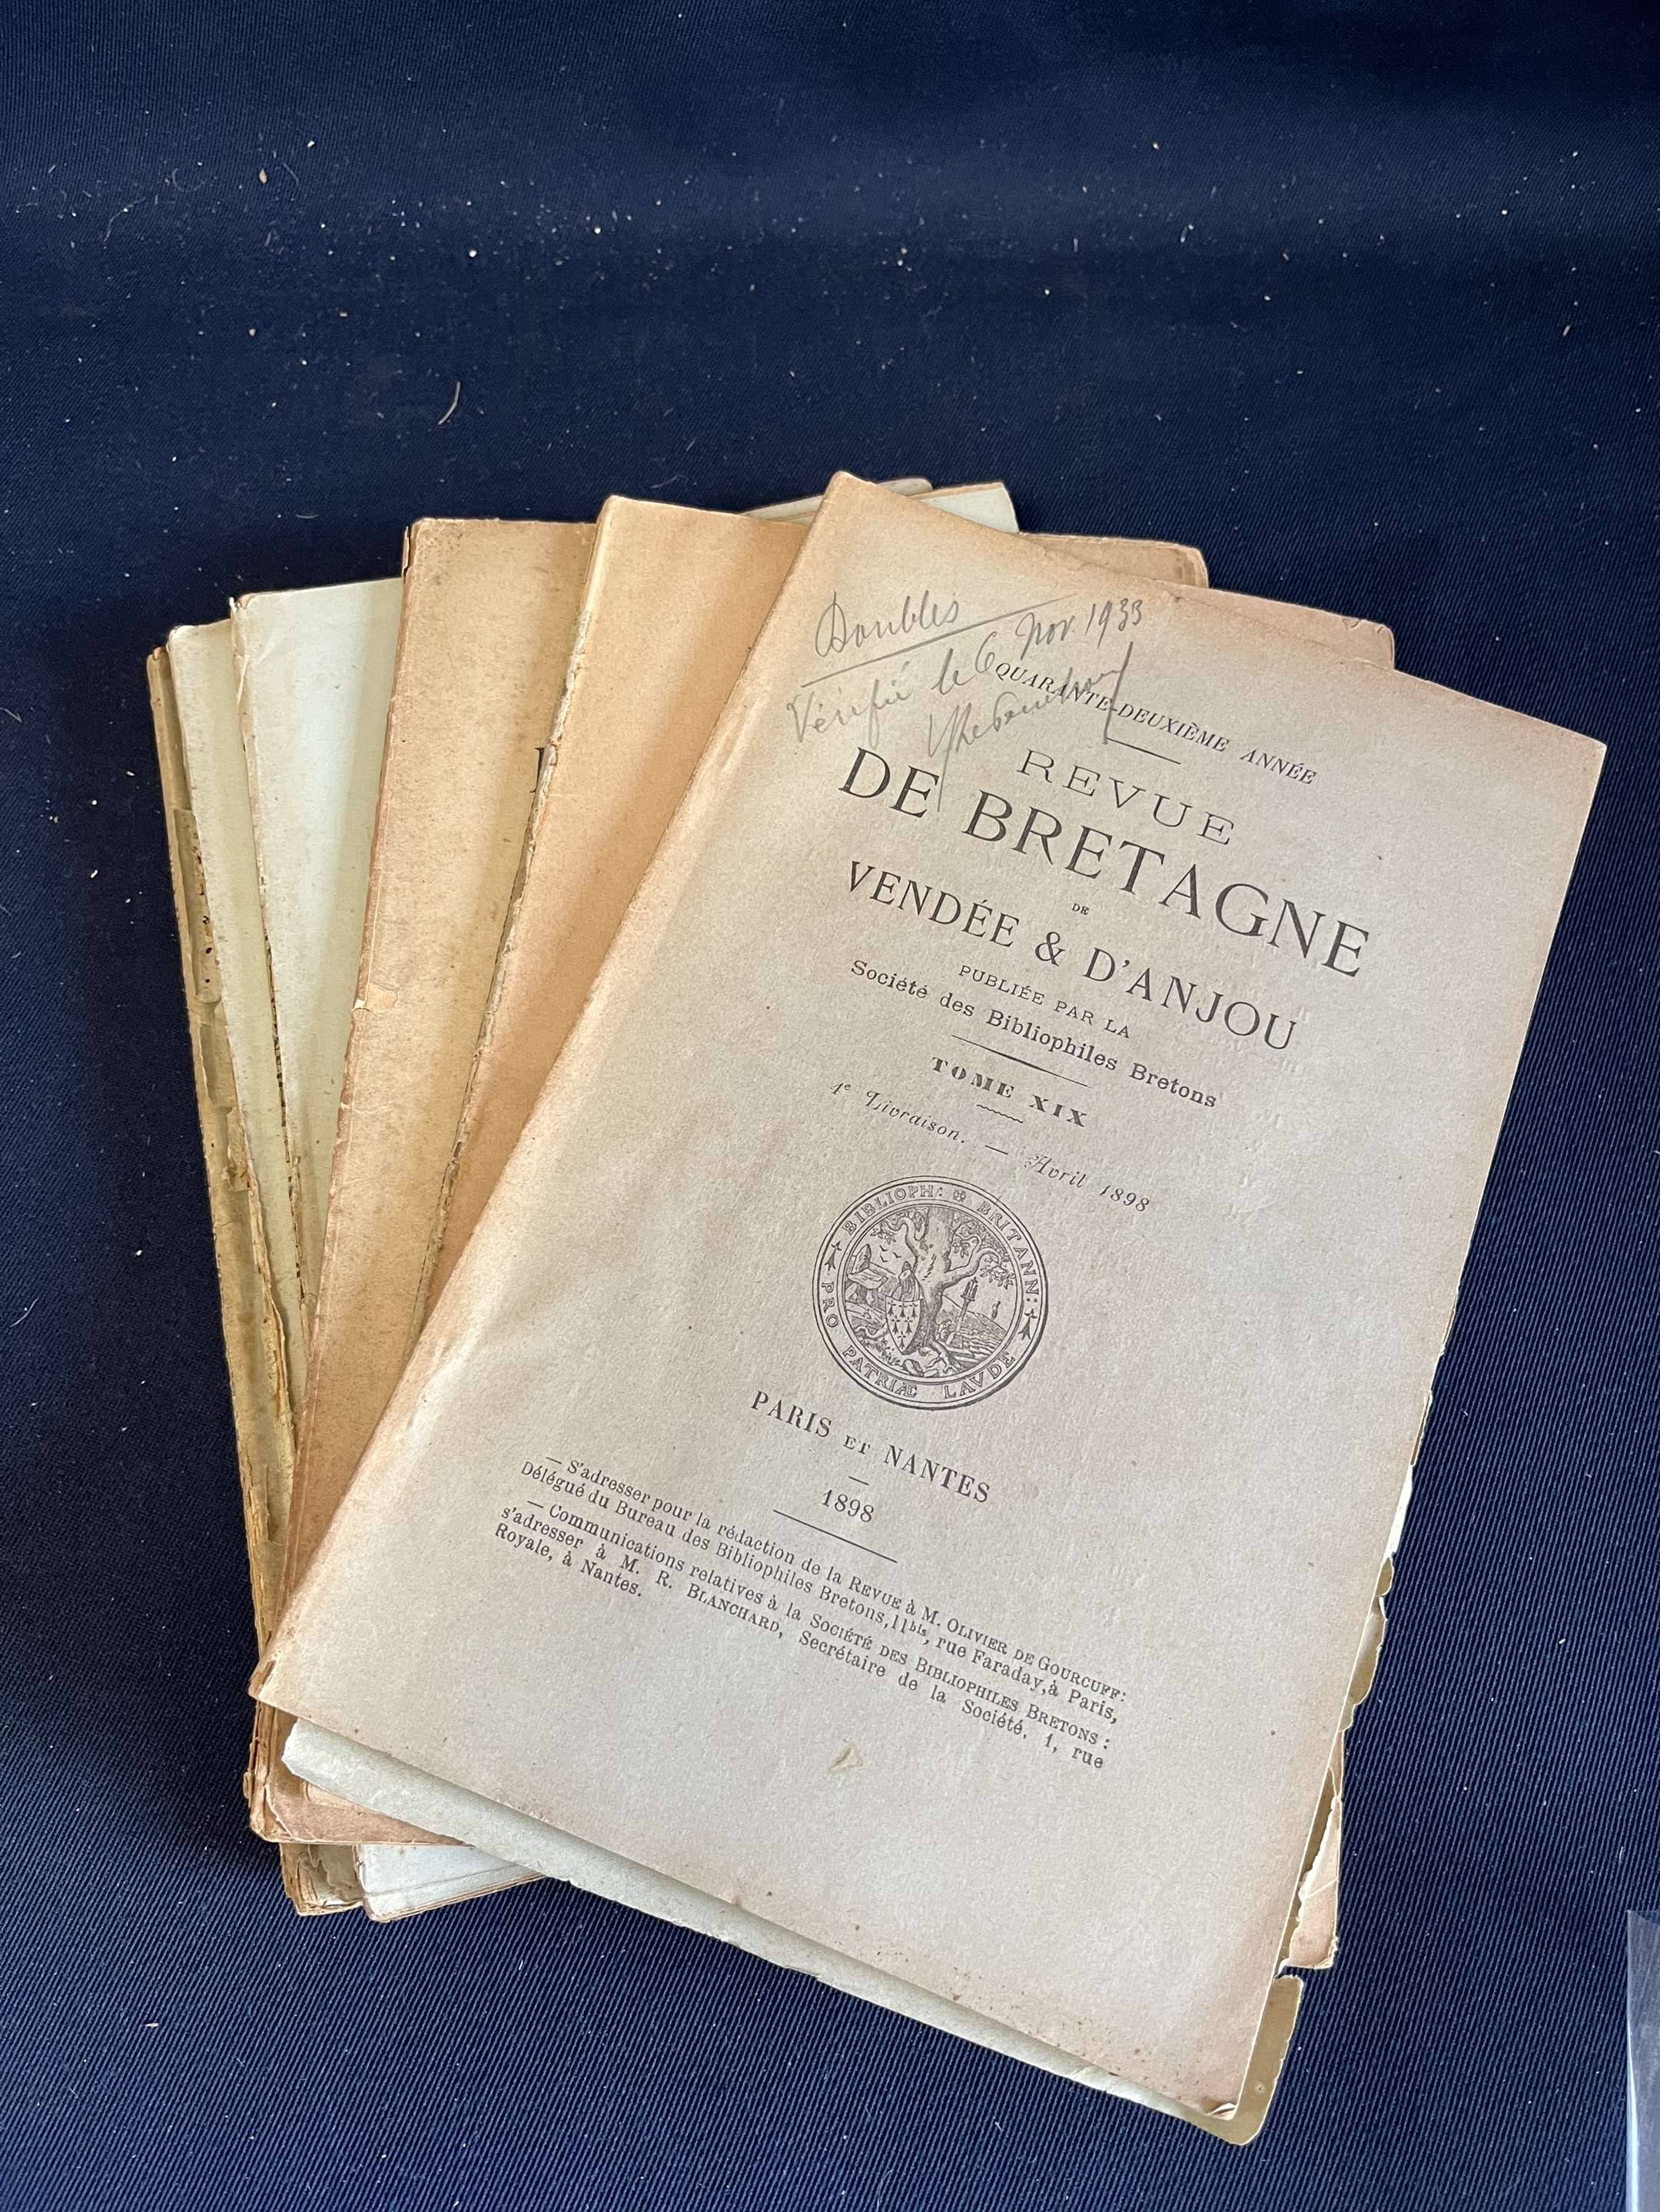 Doubles
Vérifié le 6 Nov. 1933
QUARANTE-DEUXIÈME ANNÉE
REVUE
DE BRETAGNE
DE
VENDÉE & D'ANJOU
PUBLIÉE PAR LA
Société des Bibliophiles Bretons
TOME XIX
4e Livraison. — Avril 1898
BIBLIOPH: BRITANN:
PRO PATRIÆ LAVDE
PARIS ET NANTES
1898
— S'adresser pour la rédaction de la REVUE à M. OLIVIER DE GOURCUFF:
Délégué du Bureau des Bibliophiles Bretons, 11bis, rue Faraday, à Paris,
— Communications relatives à la SOCIÉTÉ DES BIBLIOPHILES BRETONS :
s'adresser à M. R. BLANCHARD, Secrétaire de la Société, 1, rue
Royale, à Nantes.